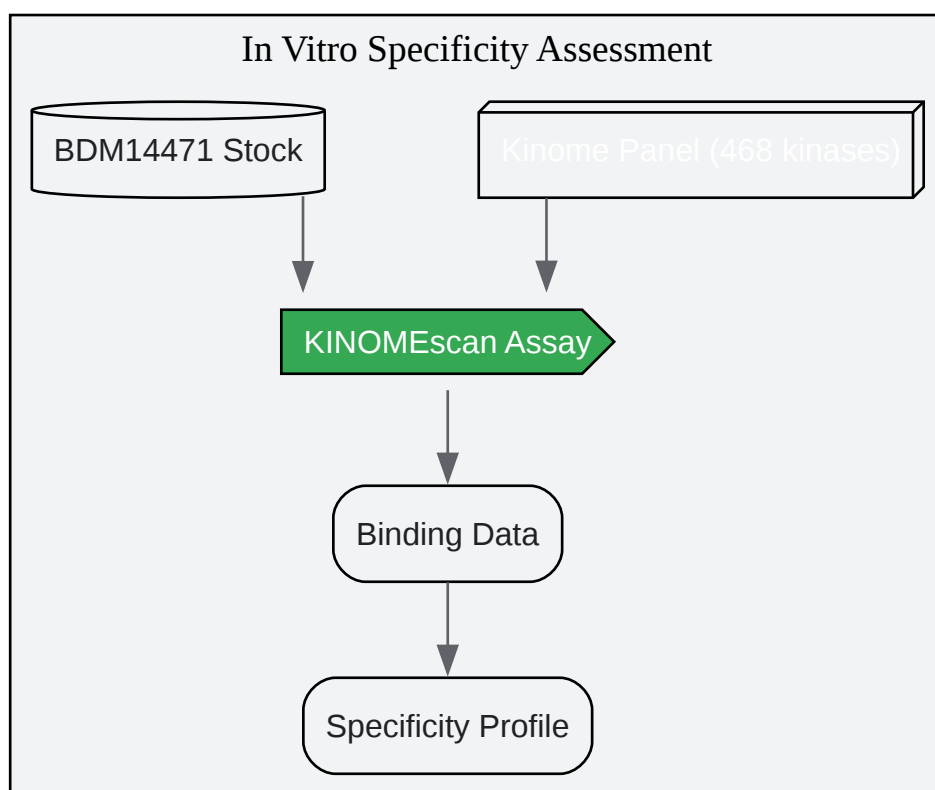 In Vitro Specificity Assessment
BDM14471 Stock
Kinome Panel (468 kinases)
KINOMEscan Assay
Binding Data
Specificity Profile